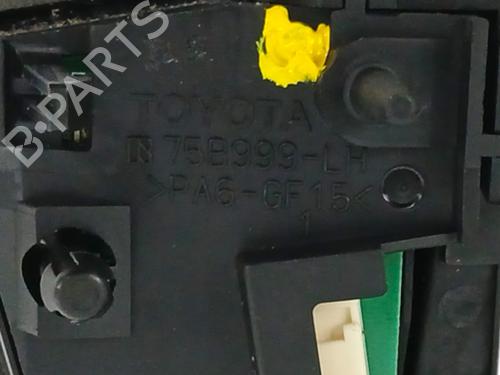 B-PARTS
TOYOTA
75B999-LH
>PA6-GF15<
1